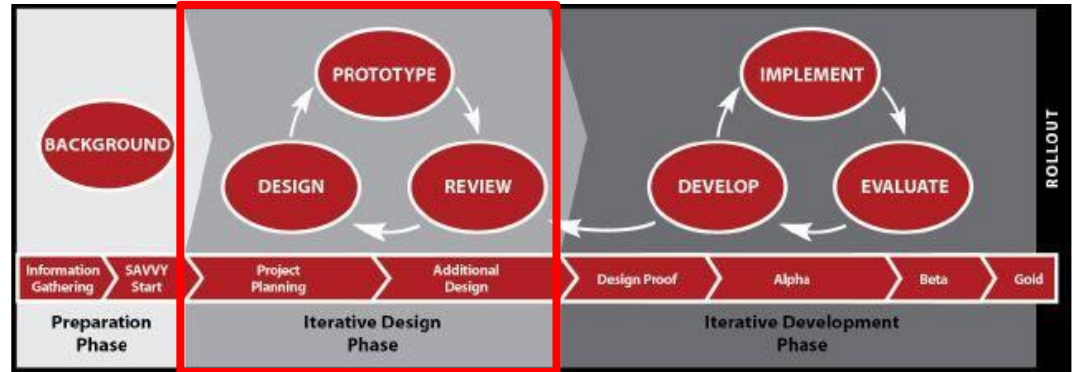 PROTOTYPE
IMPLEMENT
BACKGROUND
DESIGN
REVIEW
DEVELOP
EVALUATE
ROLLOUT
Information
Gathering
SAVVY
Start
Project
Planning
Additional
Design
Design Proof
Alpha
Beta
Gold
Preparation
Phase
Iterative Design
Phase
Iterative Development
Phase